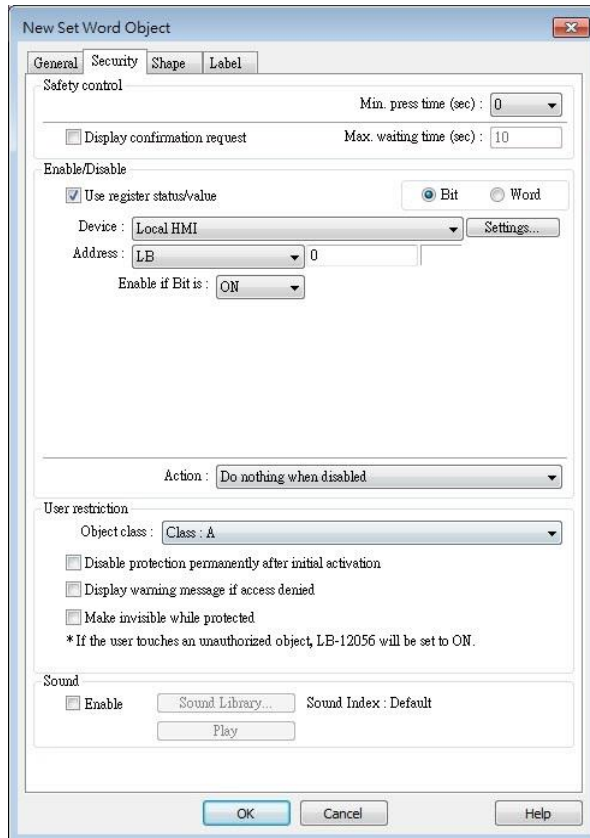 New Set Word Object
General Security Shape Label
Safety control
Min. press time (sec) : 0
Display confirmation request Max. waiting time (sec) : 10
Enable/Disable
Use register status/value Bit Word
Device : Local HMI Settings...
Address : LB 0
Enable if Bit is : ON
Action : Do nothing when disabled
User restriction
Object class : Class : A
Disable protection permanently after initial activation
Display warning message if access denied
Make invisible while protected
* If the user touches an unauthorized object, LB-12056 will be set to ON.
Sound
Enable Sound Library... Sound Index : Default
Play
OK Cancel Help